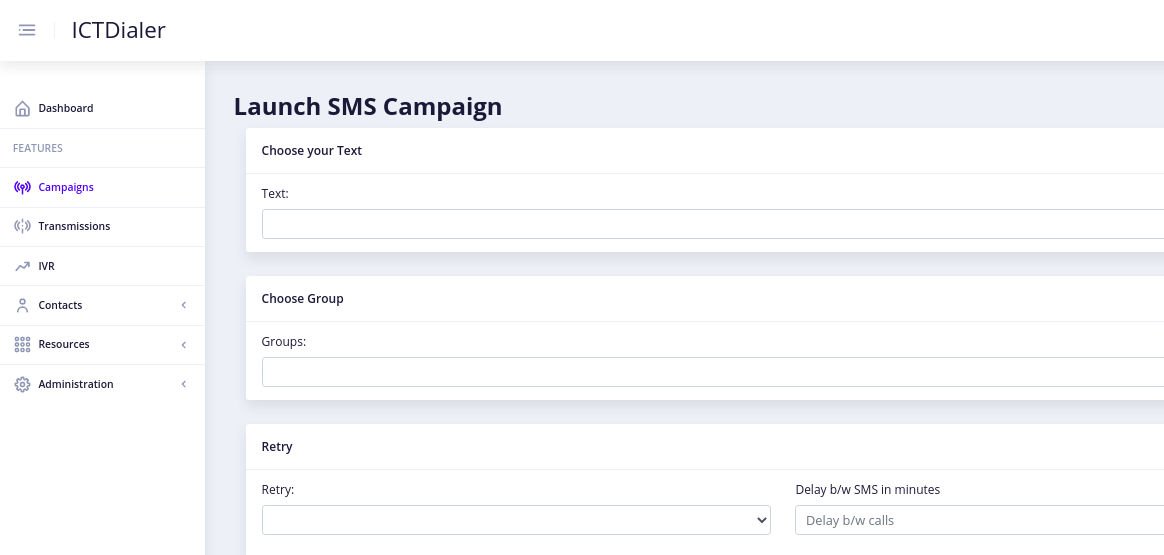 ICTDialer
Dashboard
FEATURES
Campaigns
Transmissions
IVR
Contacts
Resources
Administration
Launch SMS Campaign
Choose your Text
Text:
Choose Group
Groups:
Retry
Retry:
Delay b/w SMS in minutes
Delay b/w calls